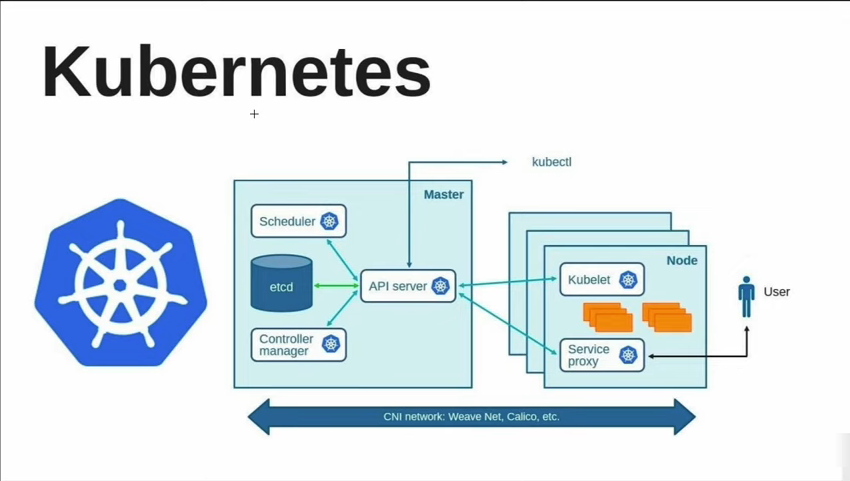 Kubernetes
kubectl
Master
Scheduler
etcd
API server
Controller
manager
Node
Kubelet
Service
proxy
User
CNI network: Weave Net, Calico, etc.